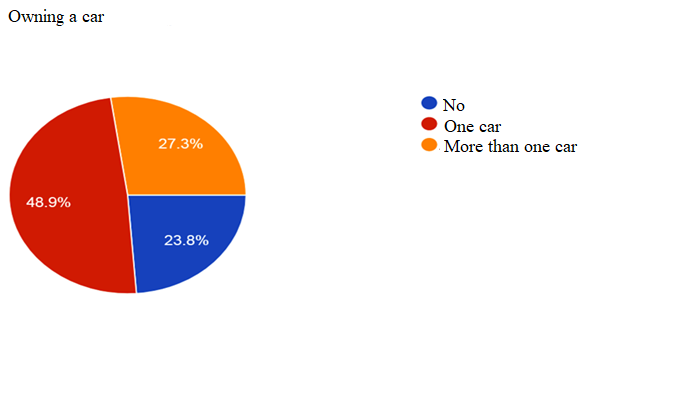 Owning a car
No
One car
More than one car
27.3%
48.9%
23.8%